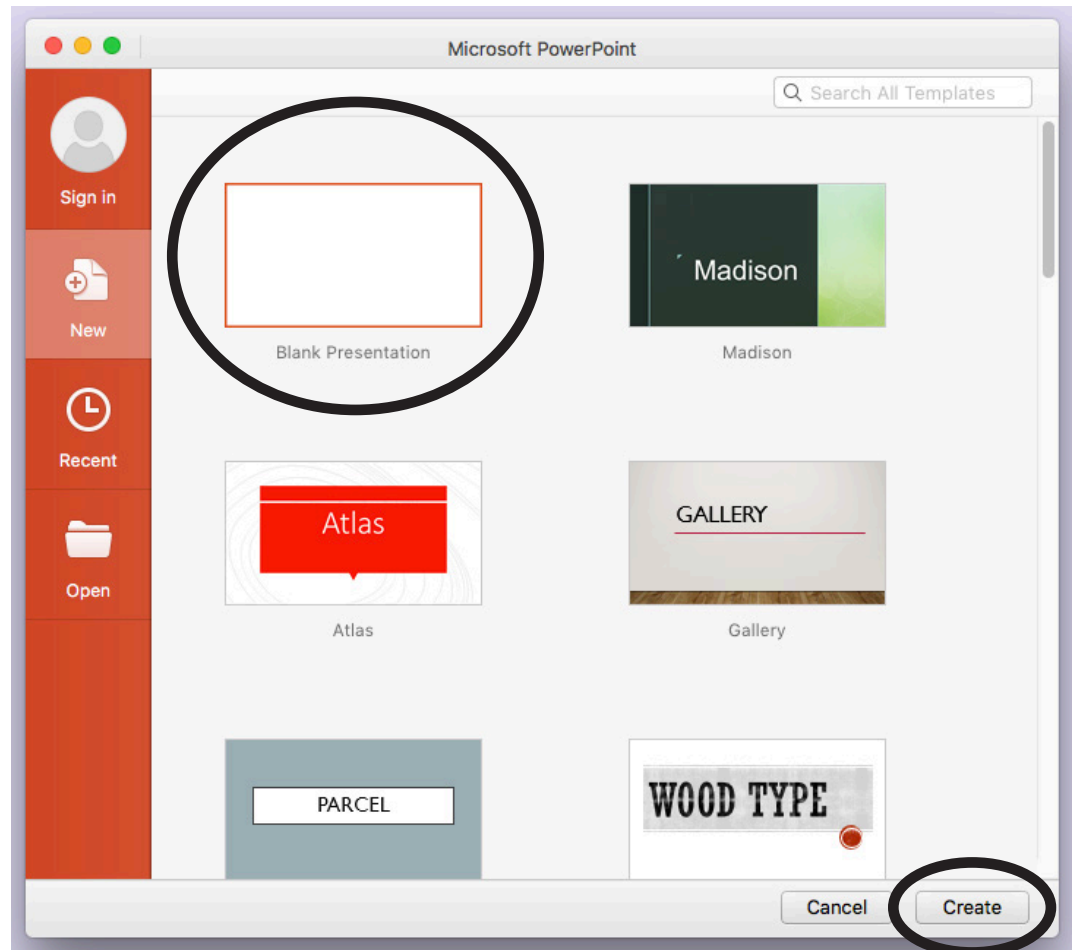 Microsoft PowerPoint
Search All Templates
Sign in
New
Recent
Open
Madison
Blank Presentation
Madison
Atlas
GALLERY
Atlas
Gallery
PARCEL
WOOD TYPE
Cancel
Create